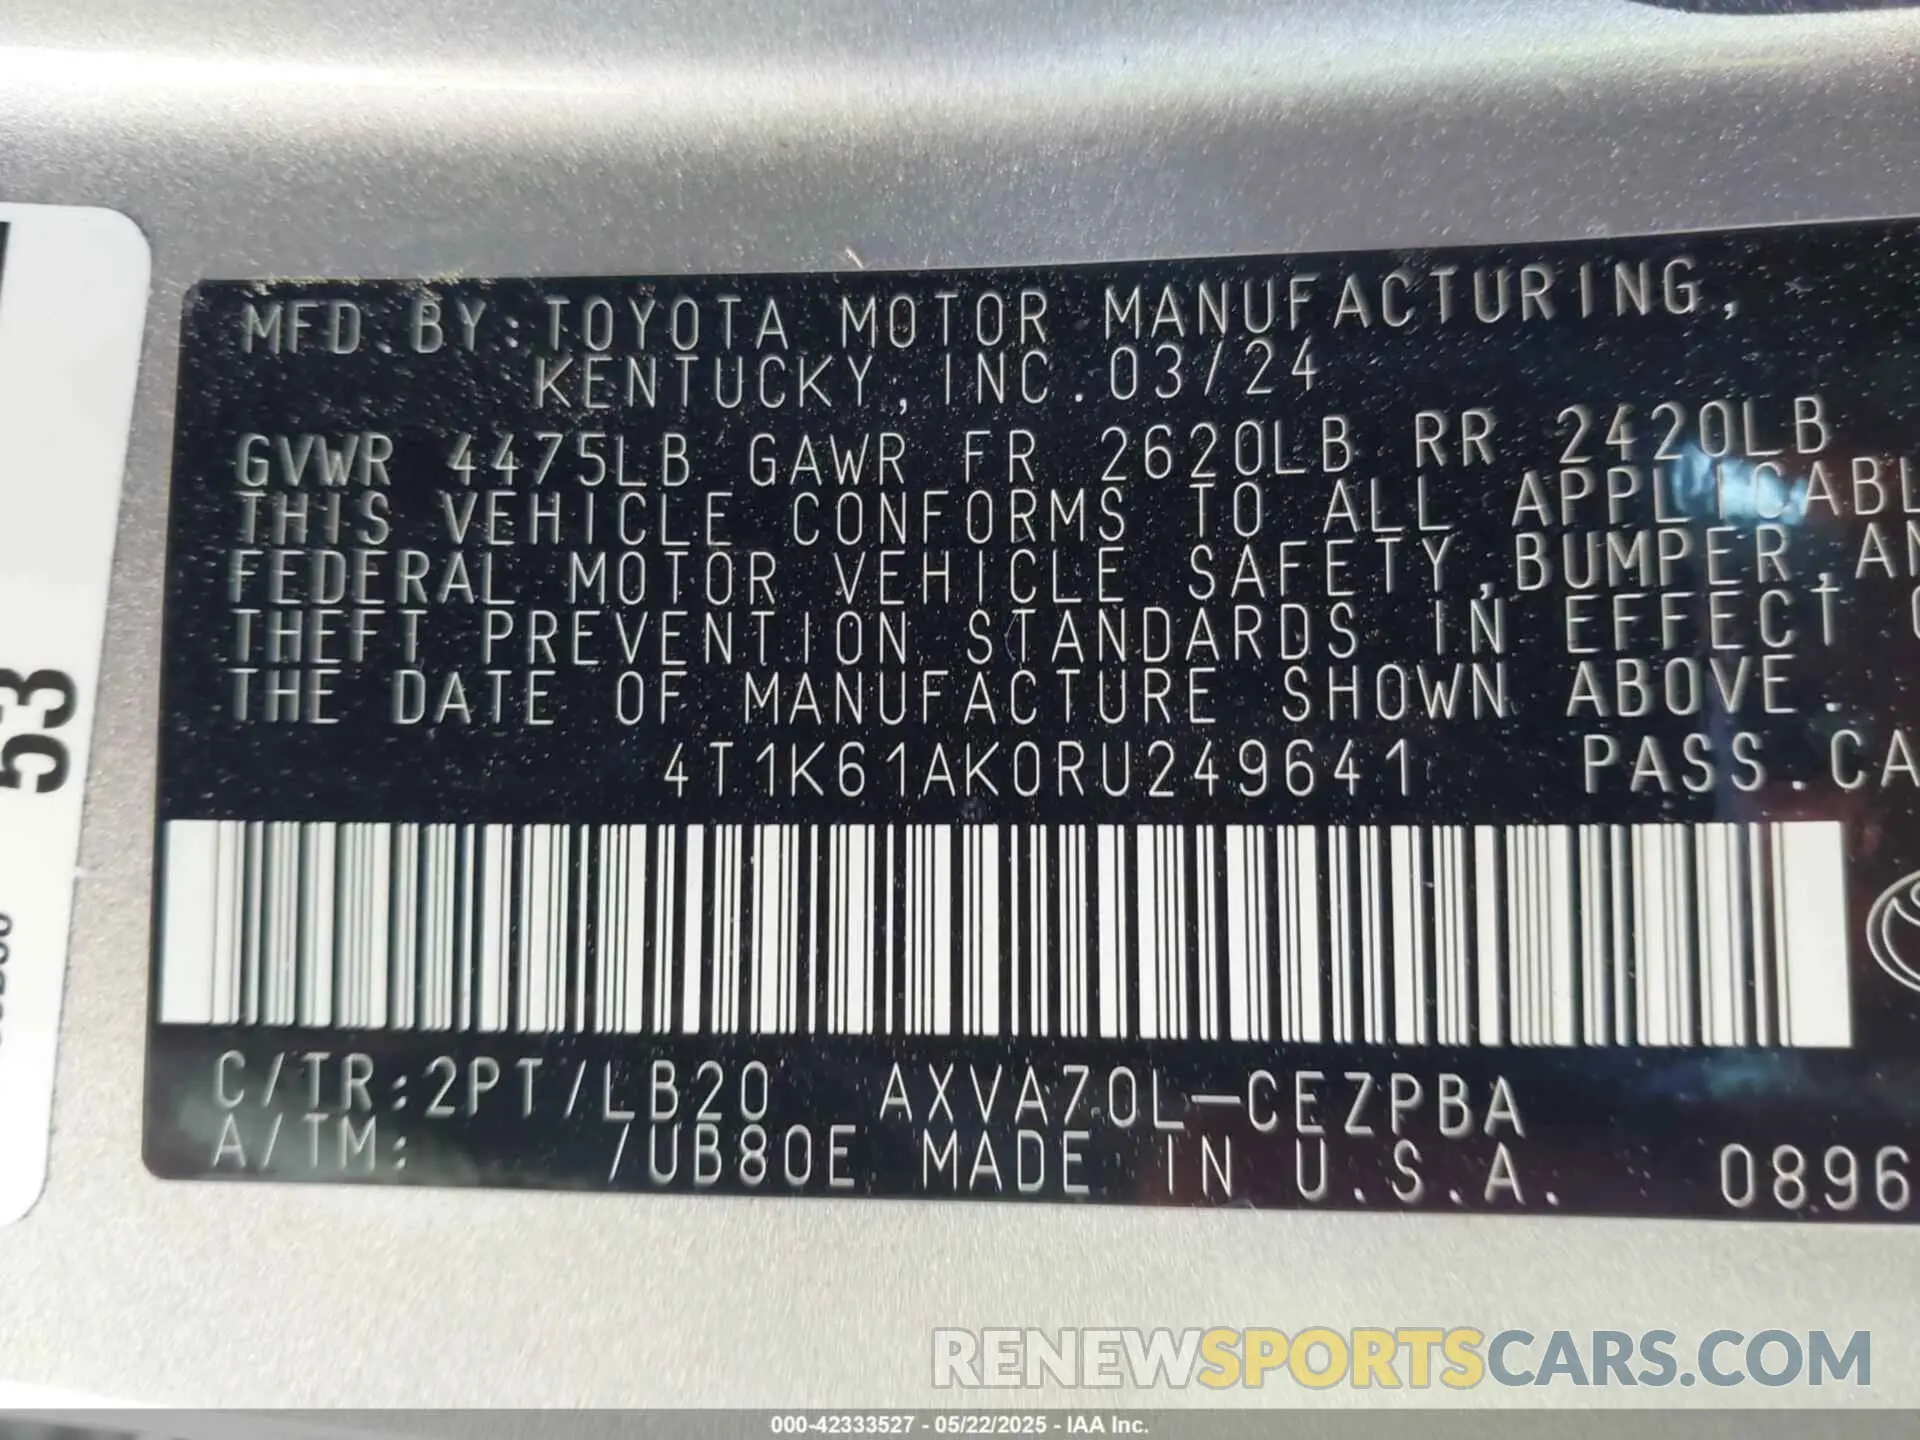 MFD.BY:TOYOTA MOTOR MANUFACTURING,
KENTUCKY, INC.03/24
GVWR 4475LB GAWR FR 2620LB RR 2420LB
THIS VEHICLE CONFORMS TO ALL APPLICABL
FEDERAL MOTOR VEHICLE SAFETY,BUMPER,AN
THEFT PREVENTION STANDARDS IN EFFECT O
THE DATE OF MANUFACTURE SHOWN ABOVE.
4T1K61AK0RU249641 PASS.CA
C/TR:2PT/LB20 AXVA70L-CEZPBA
A/TM: /UB80E MADE IN U.S.A. 0896
53
RENEWSPORTSCARS.COM
000-42333527 - 05/22/2025 - IAA Inc.